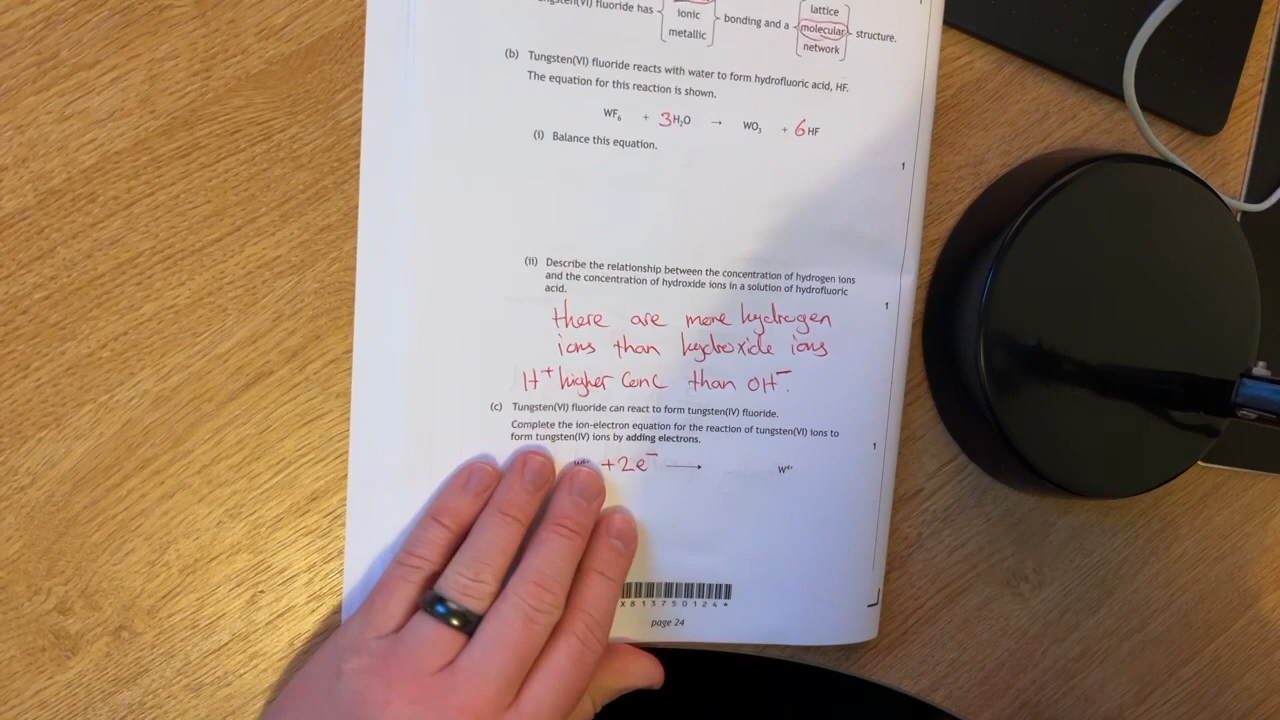 fluoride has
ionic
metallic
bonding and a
lattice
molecular
network
structure.
(b) Tungsten(VI) fluoride reacts with water to form hydrofluoric acid, HF.
The equation for this reaction is shown.
WF₆ + 3H₂O → WO₃ + 6HF
(i) Balance this equation.
1
(ii) Describe the relationship between the concentration of hydrogen ions
and the concentration of hydroxide ions in a solution of hydrofluoric
acid.
1
there are more hydrogen
ions than hydroxide ions
H⁺ higher conc than OH⁻.
(c) Tungsten(VI) fluoride can react to form tungsten(IV) fluoride.
Complete the ion-electron equation for the reaction of tungsten(VI) ions to
form tungsten(IV) ions by adding electrons.
1
W⁶⁺ +2e⁻ → W⁴⁺
X813750124*
page 24